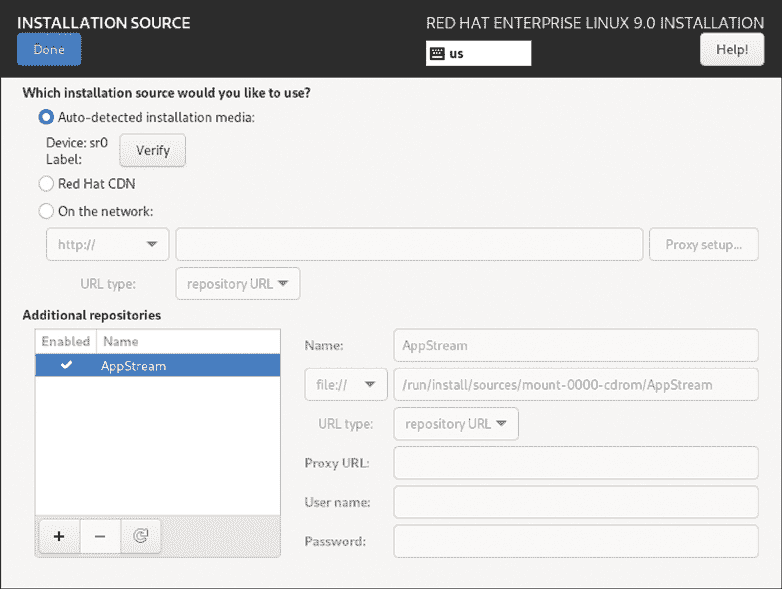 INSTALLATION SOURCE
RED HAT ENTERPRISE LINUX 9.0 INSTALLATION
Done
us
Help!
Which installation source would you like to use?
Auto-detected installation media:
Device: sr0
Label:
Verify
Red Hat CDN
On the network:
http://
Proxy setup...
URL type:
repository URL
Additional repositories
Enabled Name
AppStream
Name:
AppStream
file://
/run/install/sources/mount-0000-cdrom/AppStream
URL type:
repository URL
Proxy URL:
User name:
Password: